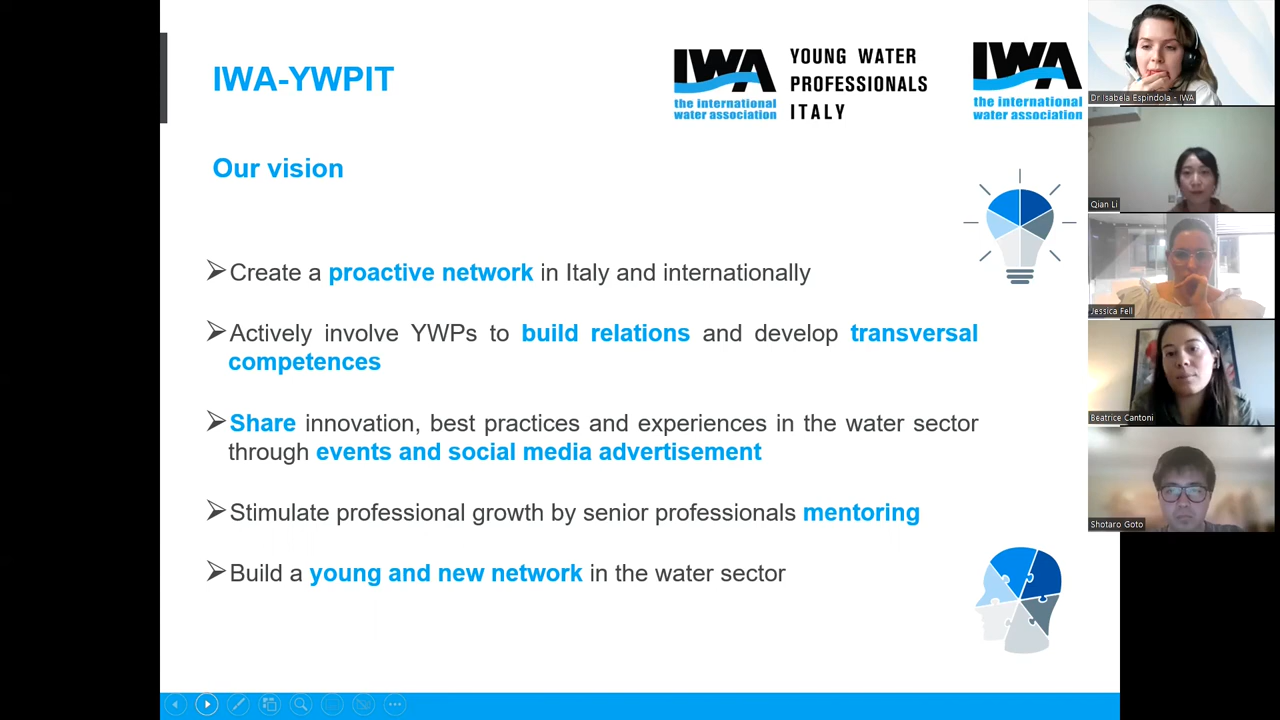 IWA-YWPIT
IWA
the international
water association
YOUNG WATER
PROFESSIONALS
ITALY
IWA
the international
water association
Our vision
Create a proactive network in Italy and internationally
Actively involve YWPs to build relations and develop transversal
competences
Share innovation, best practices and experiences in the water sector
through events and social media advertisement
Stimulate professional growth by senior professionals mentoring
Build a young and new network in the water sector
Dr Isabela Espindola - IWA
Qian Li
Jessica Fell
Beatrice Cantoni
Shotaro Goto